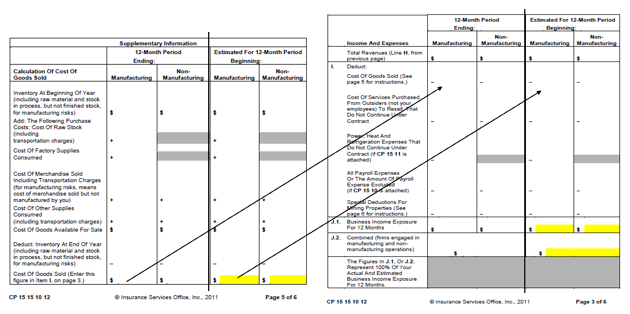 Supplementary Information
12-Month Period
Ending:
Estimated For 12-Month Period
Beginning:
Calculation Of Cost Of
Goods Sold
Manufacturing
Non-
Manufacturing
Manufacturing
Non-
Manufacturing
Inventory At Beginning Of Year
(including raw material and stock
in process, but not finished stock,
for manufacturing risks)
$ $ $ $
Add: The Following Purchase
Costs: Cost Of Raw Stock
(including
transportation charges)
+ +
Cost Of Factory Supplies
Consumed
+ +
Cost Of Merchandise Sold
Including Transportation Charges
(for manufacturing risks, means
cost of merchandise sold but not
manufactured by you)
+ + + +
Cost Of Other Supplies
Consumed
(including transportation charges)
+ + + +
Cost Of Goods Available For Sale
$ $ $ $
Deduct: Inventory At End Of Year
(including raw material and stock
in process, but not finished stock,
for manufacturing risks)
– – – –
Cost Of Goods Sold (Enter this
figure in Item I. on page 3.)
$ $ $ $
CP 15 15 10 12
© Insurance Services Office, Inc., 2011
Page 5 of 6
12-Month Period
Ending:
Estimated For 12-Month Period
Beginning:
Income And Expenses
Manufacturing
Non-
Manufacturing
Manufacturing
Non-
Manufacturing
Total Revenues (Line H. from
previous page)
$ $ $ $
I. Deduct:
Cost Of Goods Sold (See
page 5 for instructions.)
– – – –
Cost Of Services Purchased
From Outsiders (not your
employees) To Resell, That
Do Not Continue Under
Contract
– – – –
Power, Heat And
Refrigeration Expenses That
Do Not Continue Under
Contract (if CP 15 11 is
attached)
– –
All Payroll Expenses
Or The Amount Of Payroll
Expense Excluded
(if CP 15 10 is attached)
– – – –
Special Deductions For
Mining Properties (See
page 6 for instructions.)
– – – –
J.1. Business Income Exposure
For 12 Months
$ $ $ $
J.2. Combined (firms engaged in
manufacturing and non-
manufacturing operations)
$ $
The Figures In J.1. Or J.2.
Represent 100% Of Your
Actual And Estimated
Business Income Exposure
For 12 Months.
CP 15 15 10 12
© Insurance Services Office, Inc., 2011
Page 3 of 6